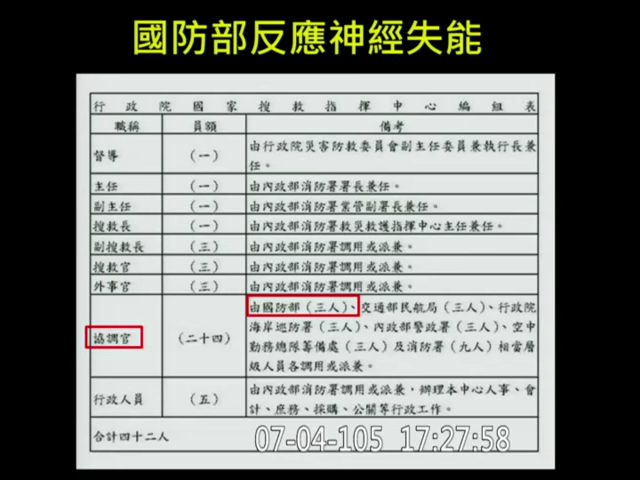 國防部反應神經失能
行政院國家搜救指揮中心編組表
職稱 員額 備考
督導 (一) 由行政院災害防救委員會副主任委員兼執行長兼
任。
主任 (一) 由內政部消防署署長兼任。
副主任 (一) 由內政部消防署業管副署長兼任。
搜救長 (一) 由內政部消防署救災救護指揮中心主任兼任。
副搜救長 (三) 由內政部消防署調用或派兼。
搜救官 (三) 由內政部消防署調用或派兼。
外事官 (三) 由內政部消防署調用或派兼。
協調官 (二十四) 由國防部(三人)、交通部民航局(三人)、行政院
海岸巡防署(三人)、內政部警政署(三人)、空中
勤務總隊籌備處(三人)及消防署(九人)相當層
級人員各調用或派兼。
行政人員 (五) 由內政部消防署調用或派兼,辦理本中心人事、會
計、庶務、採購、公關等行政工作。
合計四十二人
07-04-105 17:27:58